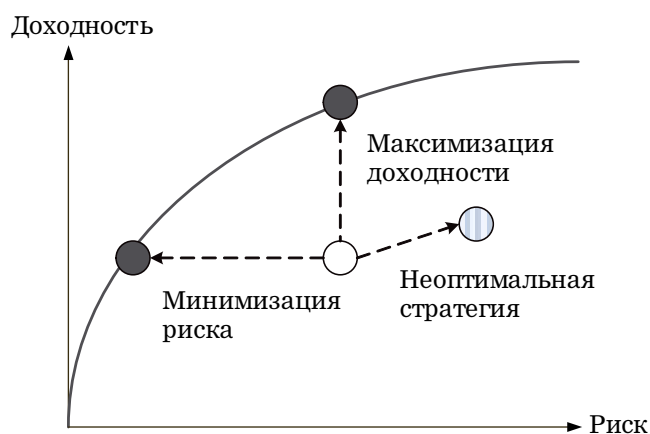 Доходность
Максимизация
доходности
Неоптимальная
стратегия
Минимизация
риска
Риск